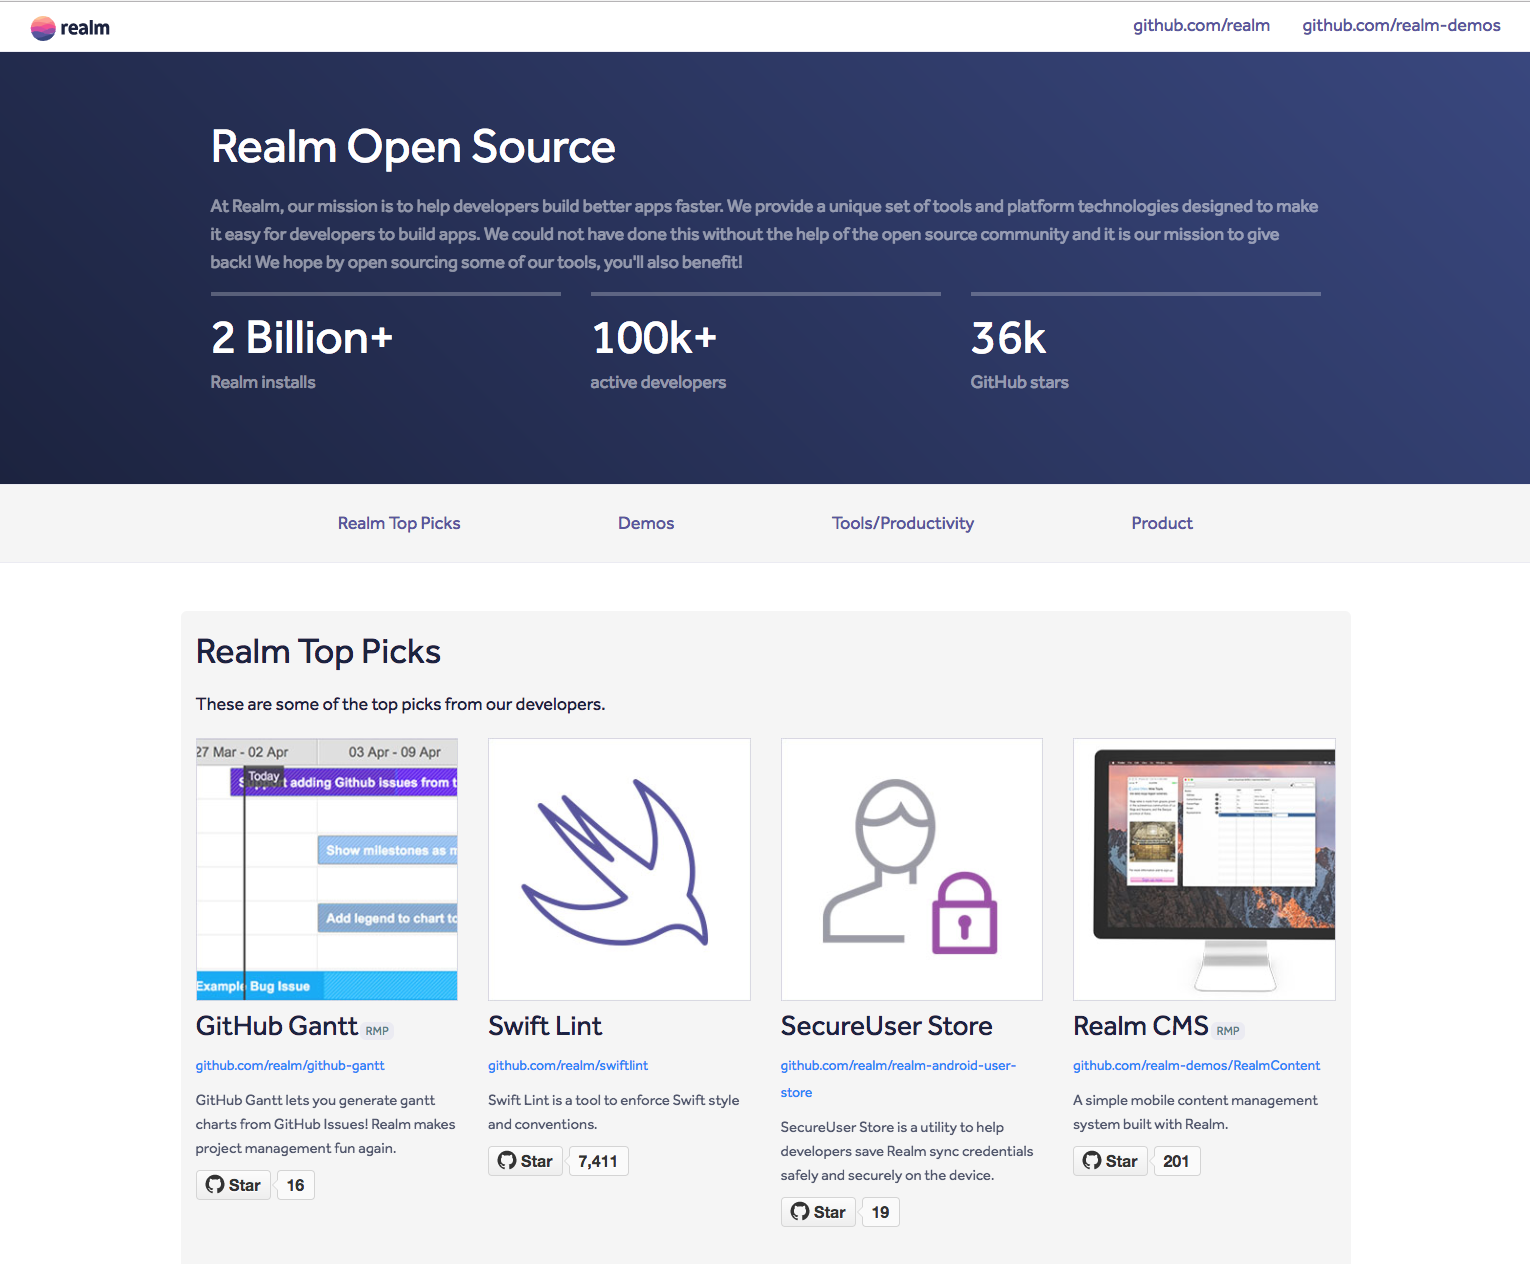 realm
github.com/realm
github.com/realm-demos
Realm Open Source
At Realm, our mission is to help developers build better apps faster. We provide a unique set of tools and platform technologies designed to make
it easy for developers to build apps. We could not have done this without the help of the open source community and it is our mission to give
back! We hope by open sourcing some of our tools, you'll also benefit!
2 Billion+
Realm installs
100k+
active developers
36k
GitHub stars
Realm Top Picks
Demos
Tools/Productivity
Product
Realm Top Picks
These are some of the top picks from our developers.
27 Mar - 02 Apr
03 Apr - 09 Apr
Today
adding Github issues from
Show milestones as
Add legend to chart
Example Bug Issue
GitHub Gantt RMP
github.com/realm/github-gantt
GitHub Gantt lets you generate gantt
charts from GitHub Issues! Realm makes
project management fun again.
Star 16
Swift Lint
github.com/realm/swiftlint
Swift Lint is a tool to enforce Swift style
and conventions.
Star 7,411
SecureUser Store
github.com/realm/realm-android-user-
store
SecureUser Store is a utility to help
developers save Realm sync credentials
safely and securely on the device.
Star 19
Realm CMS RMP
github.com/realm-demos/RealmContent
A simple mobile content management
system built with Realm.
Star 201